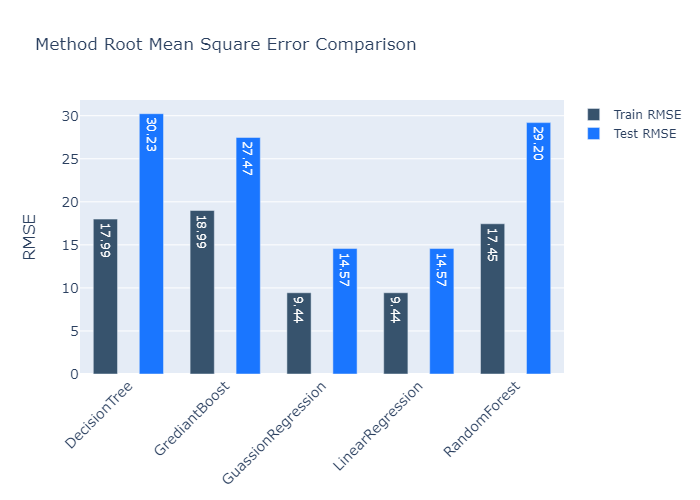 Method Root Mean Square Error Comparison
Train RMSE
Test RMSE
RMSE
30
25
20
15
10
5
0
17.99
30.23
18.99
27.47
9.44
14.57
9.44
14.57
17.45
29.20
DecisionTree
GrediantBoost
GuassionRegression
LinearRegression
RandomForest